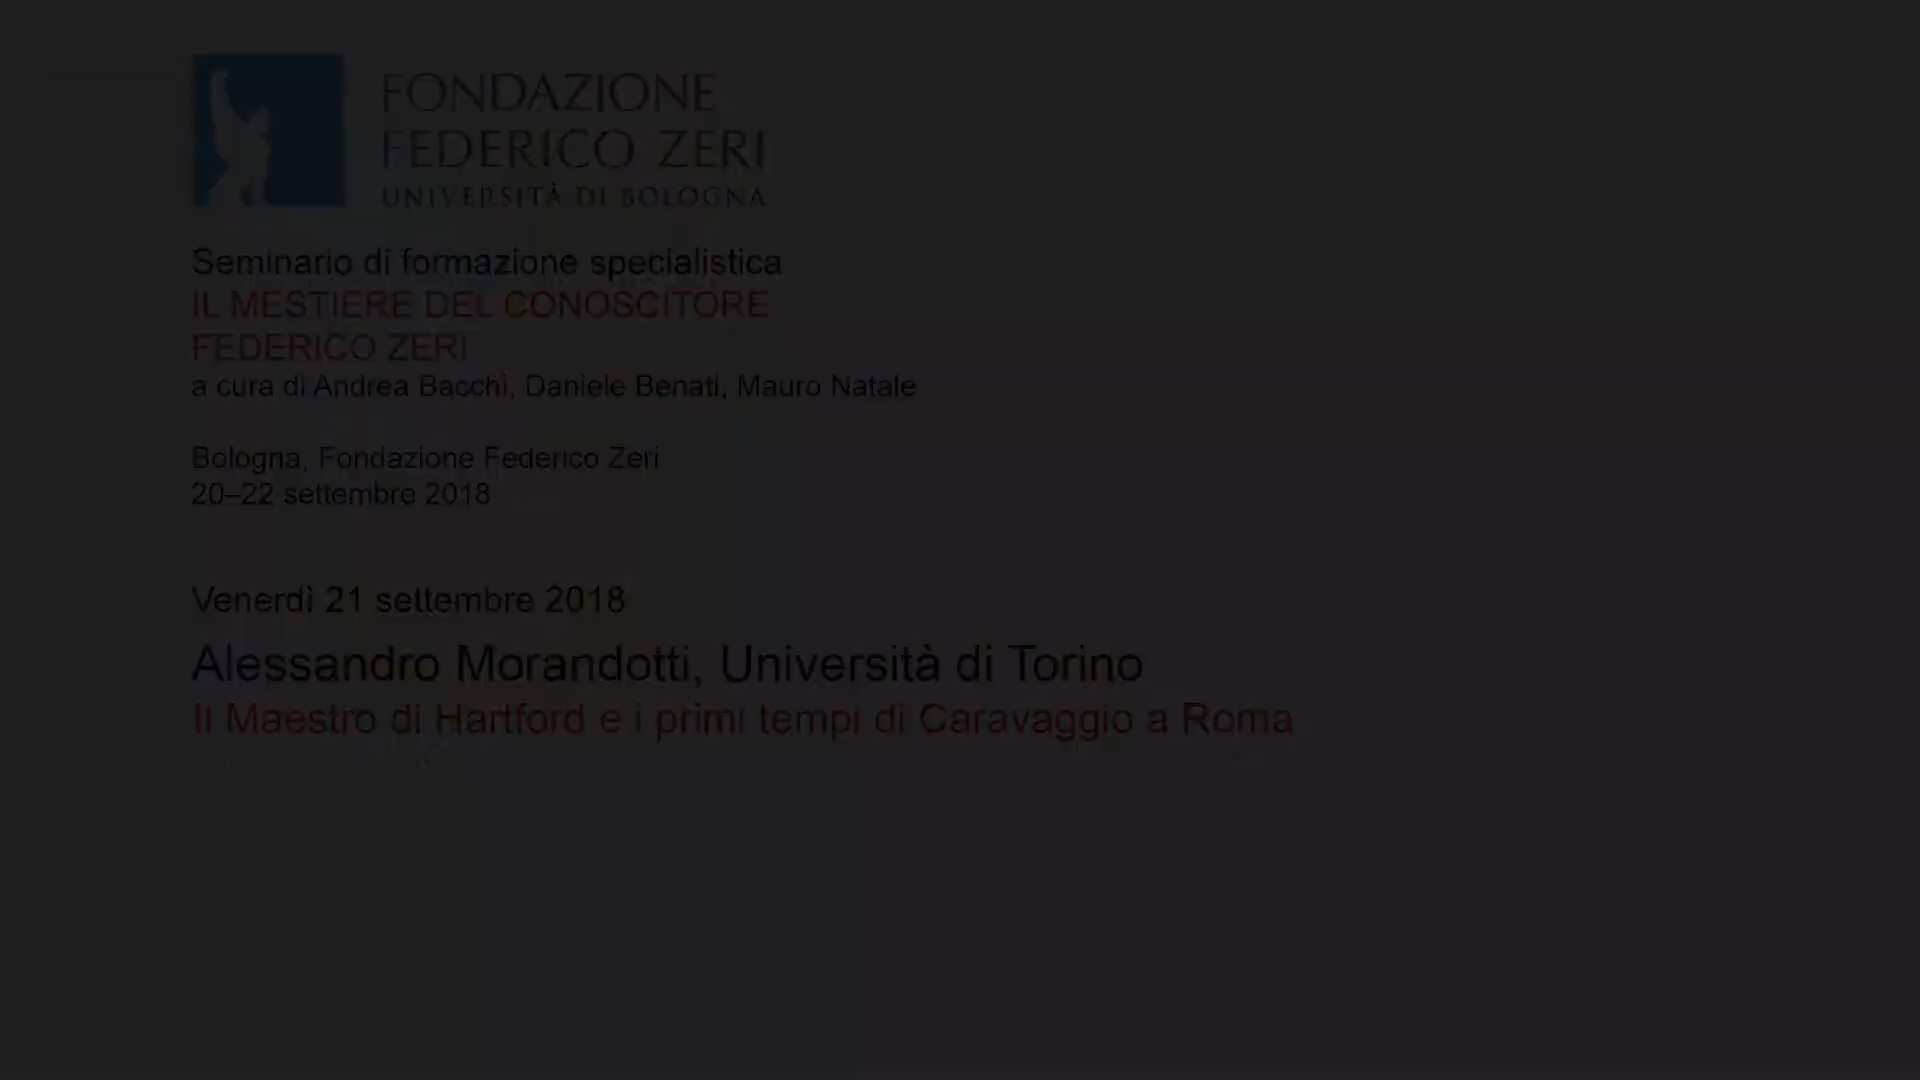 FONDAZIONE
FEDERICO ZERI
UNIVERSITÀ DI BOLOGNA
Seminario di formazione specialistica
IL MESTIERE DEL CONOSCITORE
FEDERICO ZERI
a cura di Andrea Bacchi, Daniele Benati, Mauro Natale
Bologna, Fondazione Federico Zeri
20–22 settembre 2018
Venerdì 21 settembre 2018
Alessandro Morandotti, Università di Torino
Il Maestro di Hartford e i primi tempi di Caravaggio a Roma